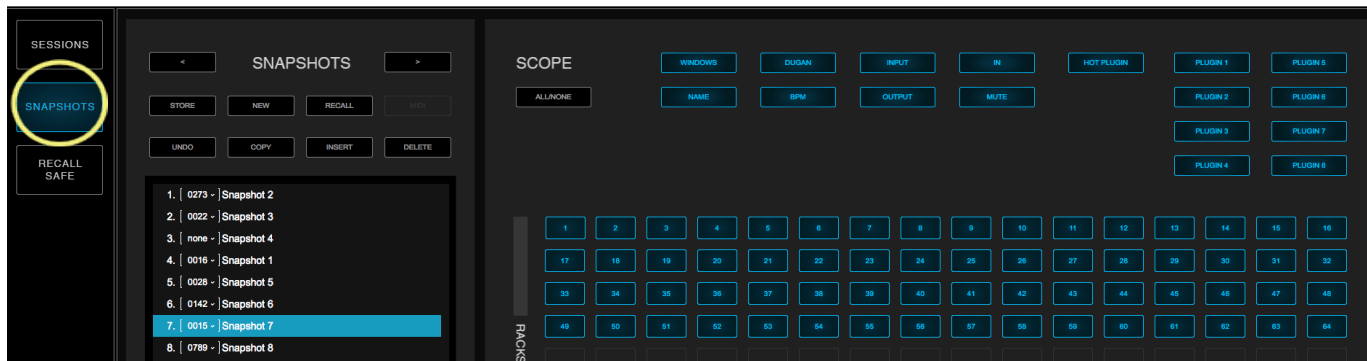 SESSIONS
SNAPSHOTS
RECALL
SAFE
< SNAPSHOTS >
STORE NEW RECALL MIDI
UNDO COPY INSERT DELETE
1. [ 0273 ⌄ ] Snapshot 2
2. [ 0022 ⌄ ] Snapshot 3
3. [ none ⌄ ] Snapshot 4
4. [ 0016 ⌄ ] Snapshot 1
5. [ 0028 ⌄ ] Snapshot 5
6. [ 0142 ⌄ ] Snapshot 6
7. [ 0015 ⌄ ] Snapshot 7
8. [ 0789 ⌄ ] Snapshot 8
SCOPE
ALL/NONE
WINDOWS DUGAN INPUT IN HOT PLUGIN PLUGIN 1 PLUGIN 5
NAME BPM OUTPUT MUTE PLUGIN 2 PLUGIN 6
PLUGIN 3 PLUGIN 7
PLUGIN 4 PLUGIN 8
RACKS
1 2 3 4 5 6 7 8 9 10 11 12 13 14 15 16
17 18 19 20 21 22 23 24 25 26 27 28 29 30 31 32
33 34 35 36 37 38 39 40 41 42 43 44 45 46 47 48
49 50 51 52 53 54 55 56 57 58 59 60 61 62 63 64